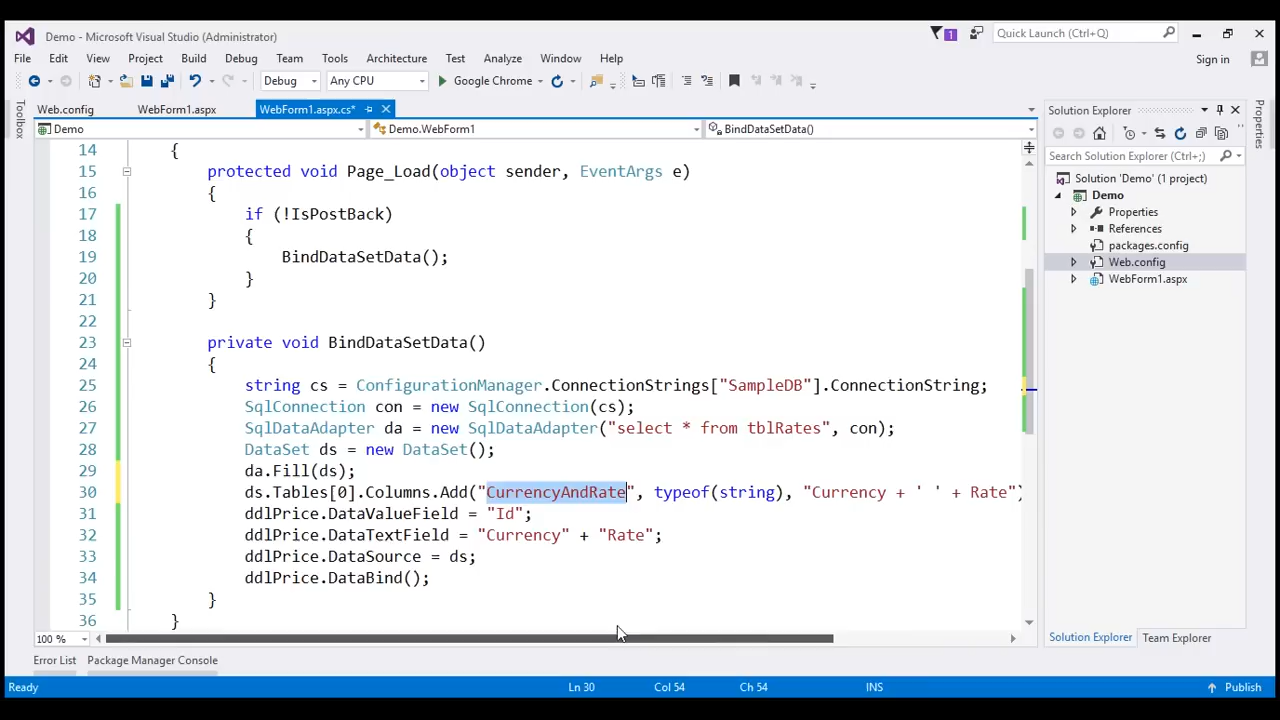 Demo - Microsoft Visual Studio (Administrator)
1
Quick Launch (Ctrl+Q)
File Edit View Project Build Debug Team Tools Architecture Test Analyze Window Help
Sign in
Debug Any CPU Google Chrome
Toolbox
Web.config WebForm1.aspx WebForm1.aspx.cs*
Demo Demo.WebForm1 BindDataSetData()
14 {
15 protected void Page_Load(object sender, EventArgs e)
16 {
17 if (!IsPostBack)
18 {
19 BindDataSetData();
20 }
21 }
22
23 private void BindDataSetData()
24 {
25 string cs = ConfigurationManager.ConnectionStrings["SampleDB"].ConnectionString;
26 SqlConnection con = new SqlConnection(cs);
27 SqlDataAdapter da = new SqlDataAdapter("select * from tblRates", con);
28 DataSet ds = new DataSet();
29 da.Fill(ds);
30 ds.Tables[0].Columns.Add("CurrencyAndRate", typeof(string), "Currency + ' ' + Rate")
31 ddlPrice.DataValueField = "Id";
32 ddlPrice.DataTextField = "Currency" + "Rate";
33 ddlPrice.DataSource = ds;
34 ddlPrice.DataBind();
35 }
36 }
100 %
Solution Explorer
Search Solution Explorer (Ctrl+;)
Solution 'Demo' (1 project)
Demo
Properties
References
packages.config
Web.config
WebForm1.aspx
Solution Explorer Team Explorer
Properties
Error List Package Manager Console
Ready Ln 30 Col 54 Ch 54 INS Publish